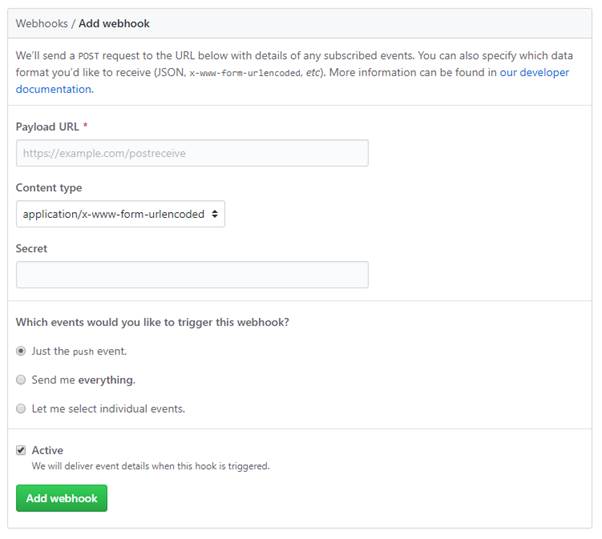 Webhooks / Add webhook
We'll send a POST request to the URL below with details of any subscribed events. You can also specify which data
format you'd like to receive (JSON, x-www-form-urlencoded, etc). More information can be found in our developer
documentation.
Payload URL *
https://example.com/postreceive
Content type
application/x-www-form-urlencoded
Secret
Which events would you like to trigger this webhook?
Just the push event.
Send me everything.
Let me select individual events.
Active
We will deliver event details when this hook is triggered.
Add webhook